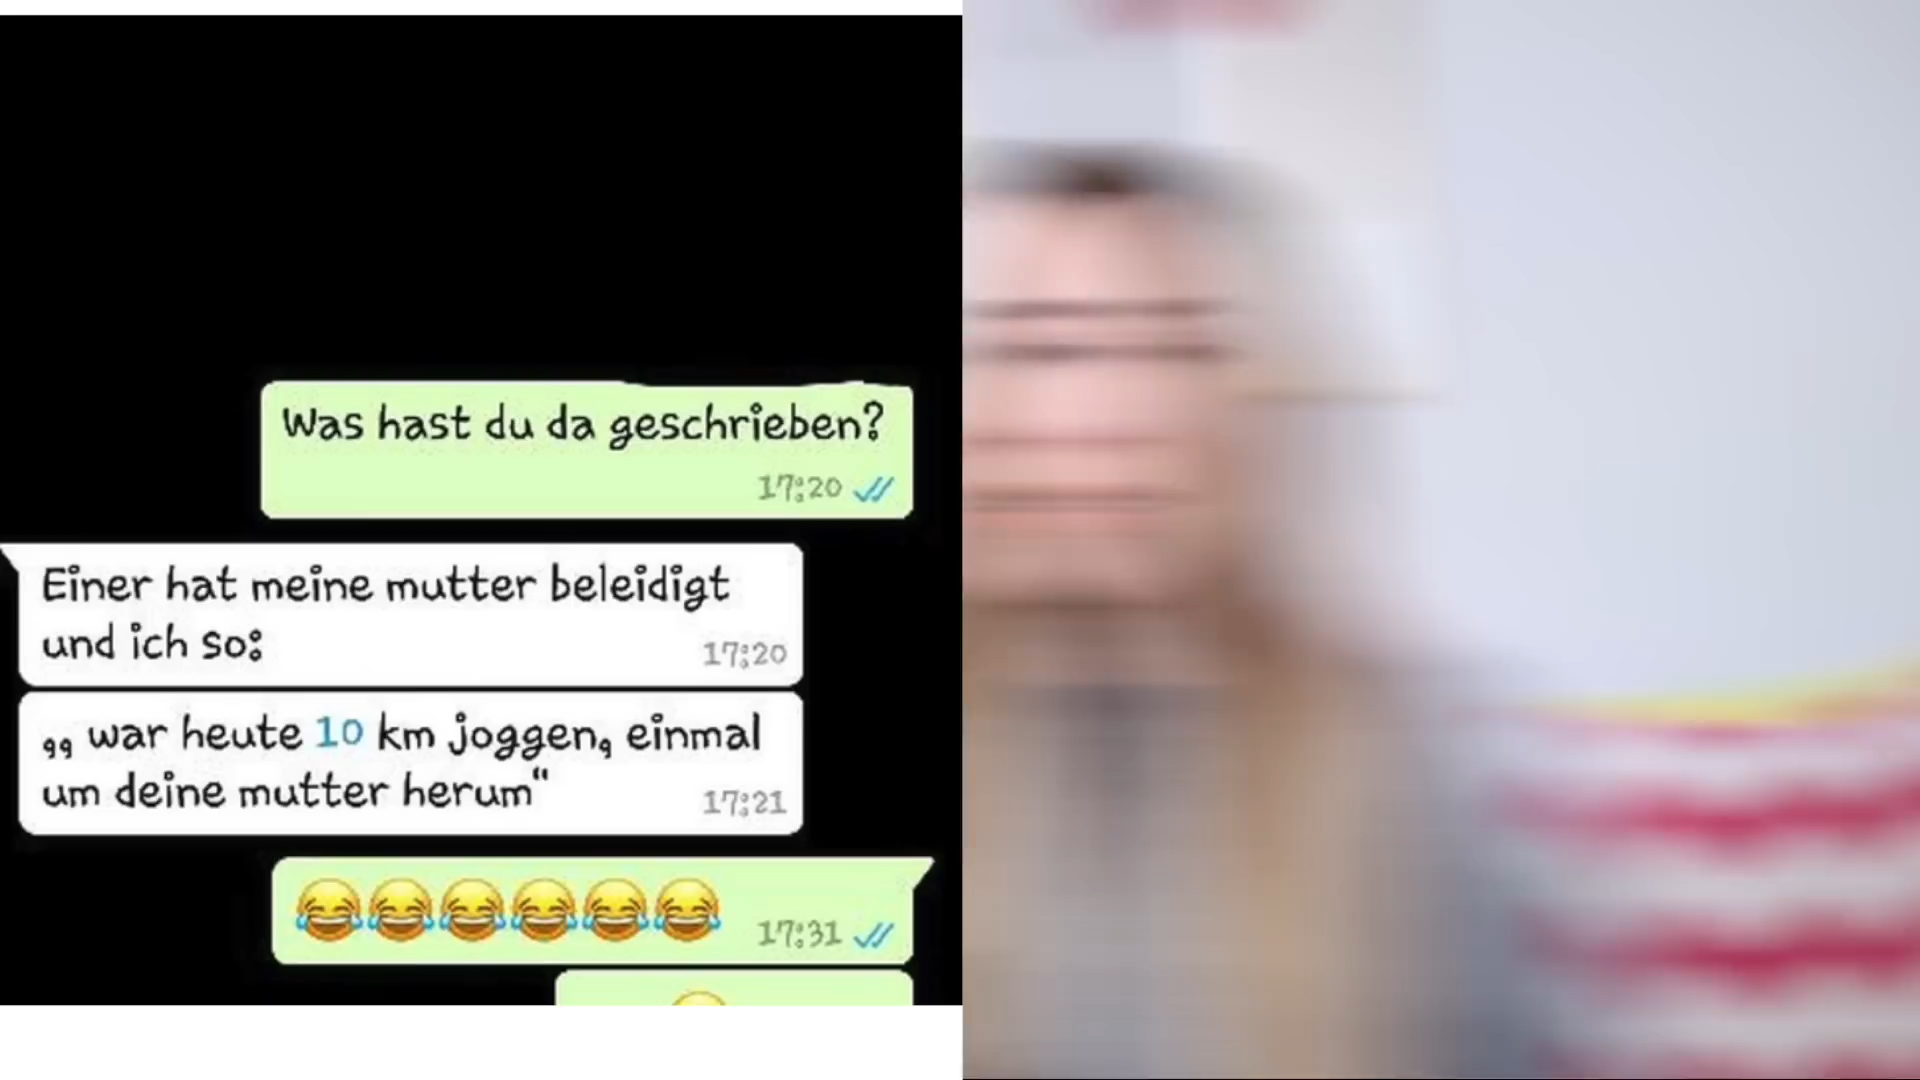 Was hast du da geschrieben?
17:20
Einer hat meine mutter beleidigt
und ich so:
17:20
,, war heute 10 km joggen, einmal
um deine mutter herum“
17:21
😂😂😂😂😂😂 17:31